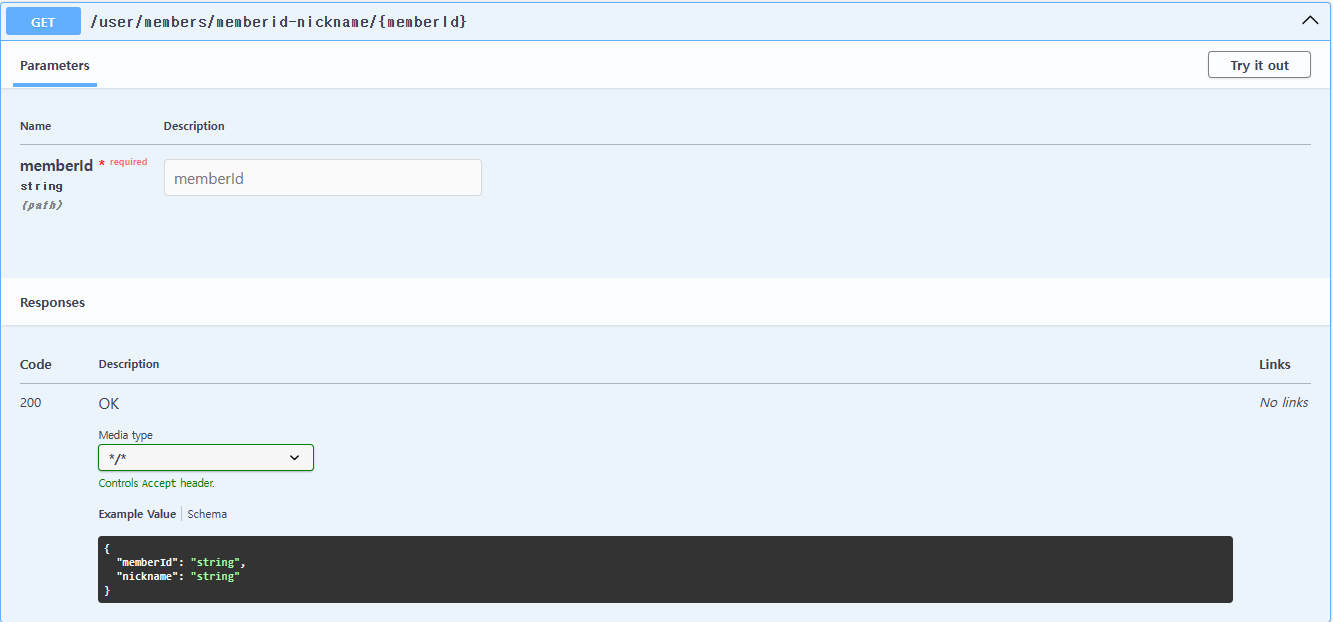 GET /user/members/memberid-nickname/{memberId}
Parameters Try it out
Name Description
memberId * required memberId
string
(path)
Responses
Code Description Links
200 OK No links
Media type
*/*
Controls Accept header.
Example Value Schema
{
"memberId": "string",
"nickname": "string"
}